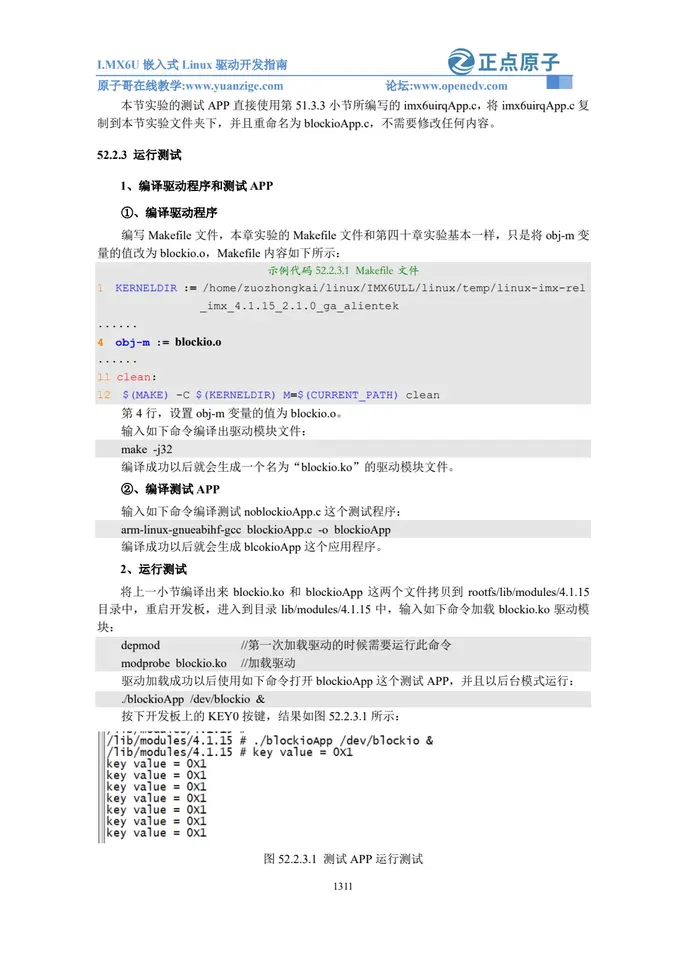 I.MX6U 嵌入式 Linux 驱动开发指南
正点原子
原子哥在线教学:www.yuanzige.com
论坛:www.openedv.com
本节实验的测试 APP 直接使用第 51.3.3 小节所编写的 imx6uirqApp.c，将 imx6uirqApp.c 复
制到本节实验文件夹下，并且重命名为 blockioApp.c，不需要修改任何内容。
52.2.3 运行测试
1、编译驱动程序和测试 APP
①、编译驱动程序
编写 Makefile 文件，本章实验的 Makefile 文件和第四十章实验基本一样，只是将 obj-m 变
量的值改为 blockio.o，Makefile 内容如下所示：
示例代码 52.2.3.1 Makefile 文件
1 KERNELDIR := /home/zuozhongkai/linux/IMX6ULL/linux/temp/linux-imx-rel
_imx_4.1.15_2.1.0_ga_alientek
......
4 obj-m := blockio.o
......
11 clean:
12 $(MAKE) -C $(KERNELDIR) M=$(CURRENT_PATH) clean
第 4 行，设置 obj-m 变量的值为 blockio.o。
输入如下命令编译出驱动模块文件：
make -j32
编译成功以后就会生成一个名为“blockio.ko”的驱动模块文件。
②、编译测试 APP
输入如下命令编译测试 noblockioApp.c 这个测试程序：
arm-linux-gnueabihf-gcc blockioApp.c -o blockioApp
编译成功以后就会生成 blcokioApp 这个应用程序。
2、运行测试
将上一小节编译出来 blockio.ko 和 blockioApp 这两个文件拷贝到 rootfs/lib/modules/4.1.15
目录中，重启开发板，进入到目录 lib/modules/4.1.15 中，输入如下命令加载 blockio.ko 驱动模
块：
depmod //第一次加载驱动的时候需要运行此命令
modprobe blockio.ko //加载驱动
驱动加载成功以后使用如下命令打开 blockioApp 这个测试 APP，并且以后台模式运行：
./blockioApp /dev/blockio &
按下开发板上的 KEY0 按键，结果如图 52.2.3.1 所示：
/lib/modules/4.1.15 # ./blockioApp /dev/blockio &
/lib/modules/4.1.15 # key value = 0X1
key value = 0X1
key value = 0X1
key value = 0X1
key value = 0X1
key value = 0X1
key value = 0X1
key value = 0X1
图 52.2.3.1 测试 APP 运行测试
1311